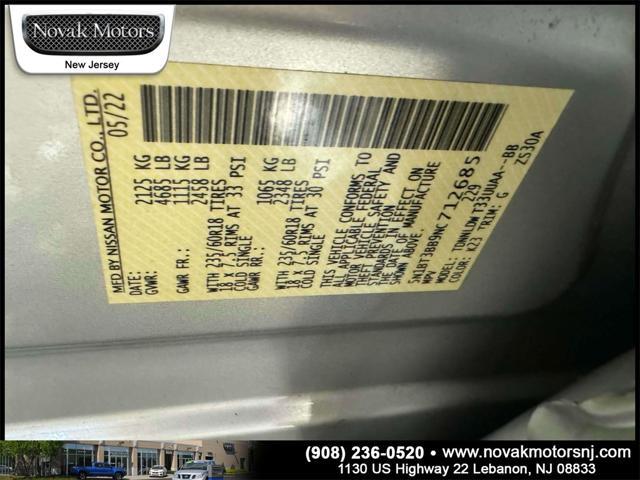 Novak Motors
New Jersey
MFD BY NISSAN MOTOR CO., LTD.
DATE: 05/22
GVWR: 2125 KG
4685 LB
GAWR FR.: 1115 KG
2458 LB
WITH 235/60R18 TIRES
18 X 7.5 RIMS AT 33 PSI
COLD SINGLE
GAWR RR.: 1065 KG
2348 LB
WITH 235/60R18 TIRES
18 X 7.5 RIMS AT 30 PSI
COLD SINGLE
THIS VEHICLE CONFORMS TO
ALL APPLICABLE FEDERAL
MOTOR VEHICLE SAFETY AND
THEFT PREVENTION
STANDARDS IN EFFECT ON
THE DATE OF MANUFACTURE
SHOWN ABOVE.
5N1BT3BB9NC712685
MPV 229
TDNALDW T33UUAA--BB
COLOR: K23 TRIM: G ZS30A
(908) 236-0520 • www.novakmotorsnj.com
1130 US Highway 22 Lebanon, NJ 08833